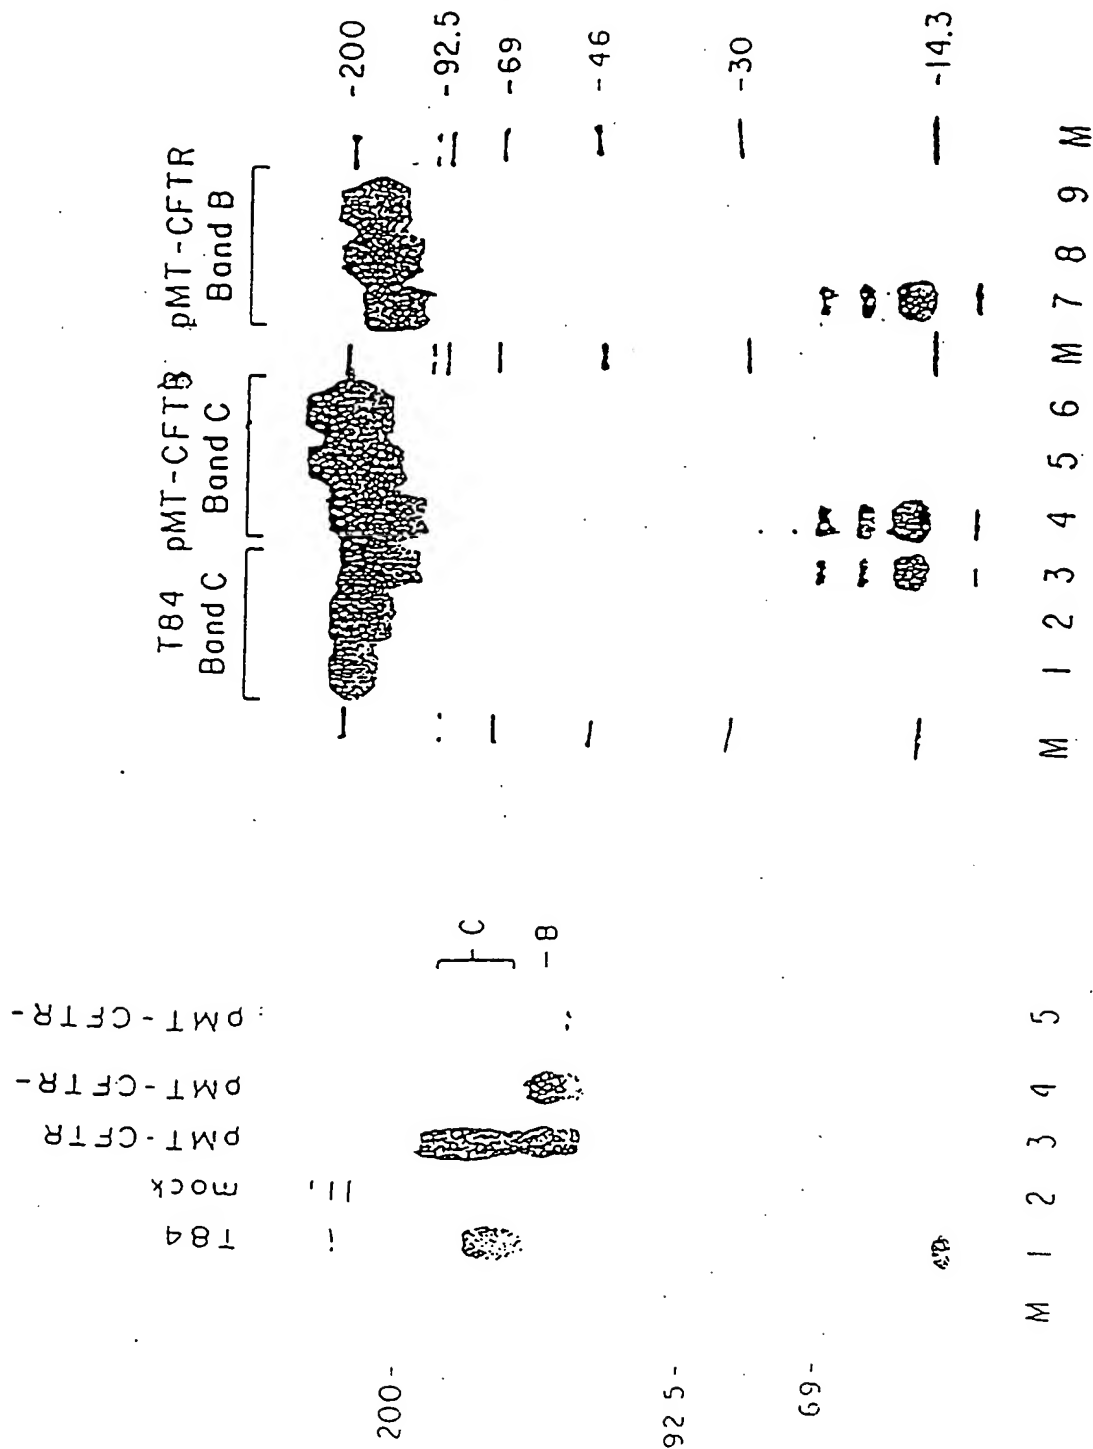 T84
mock
pMT-CFTR
pMT-CFTR-
pMT-CFTR-
200-
92 5-
69-
C
-B
M 1 2 3 4 5
T84
Band C
pMT-CFTR
Band C
pMT-CFTR
Band B
-200
-92.5
-69
-46
-30
-14.3
M 1 2 3 4 5 6 M 7 8 9 M